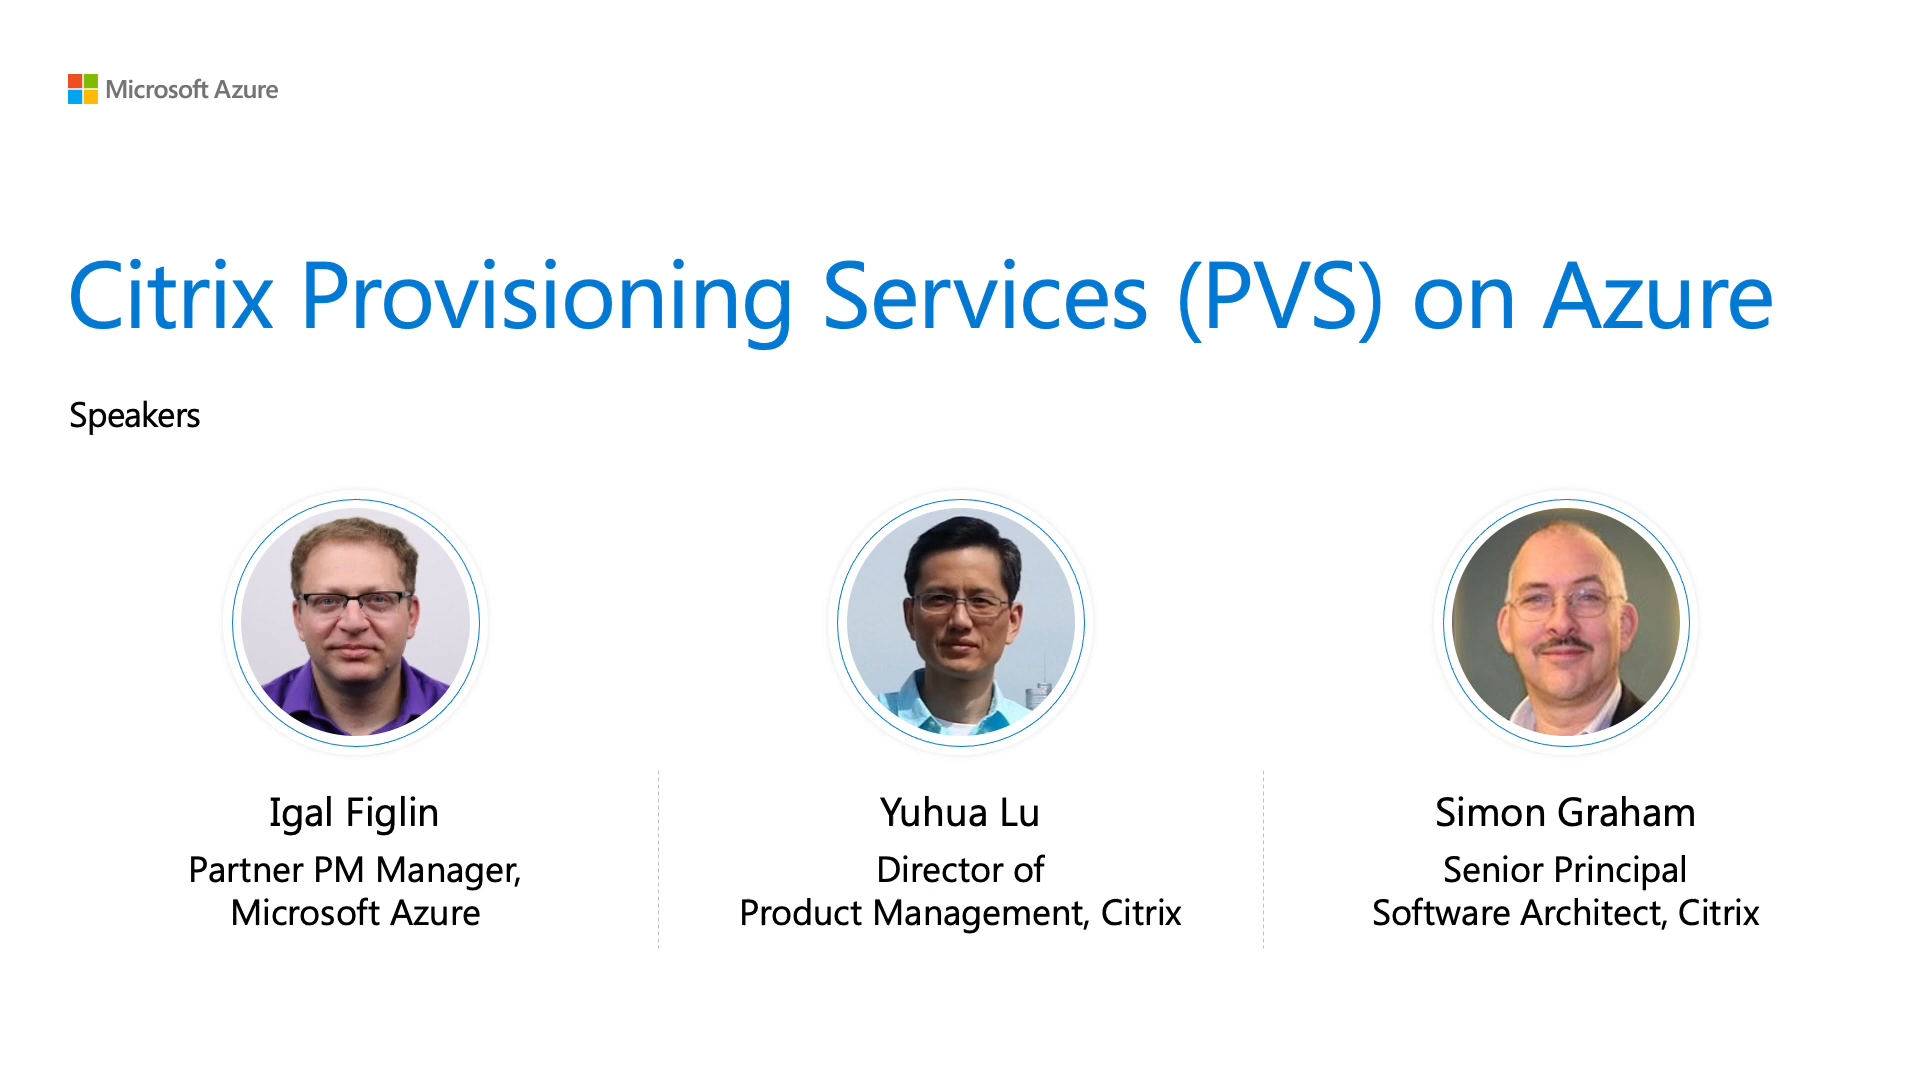 Microsoft Azure
Citrix Provisioning Services (PVS) on Azure
Speakers
Igal Figlin
Partner PM Manager,
Microsoft Azure
Yuhua Lu
Director of
Product Management, Citrix
Simon Graham
Senior Principal
Software Architect, Citrix